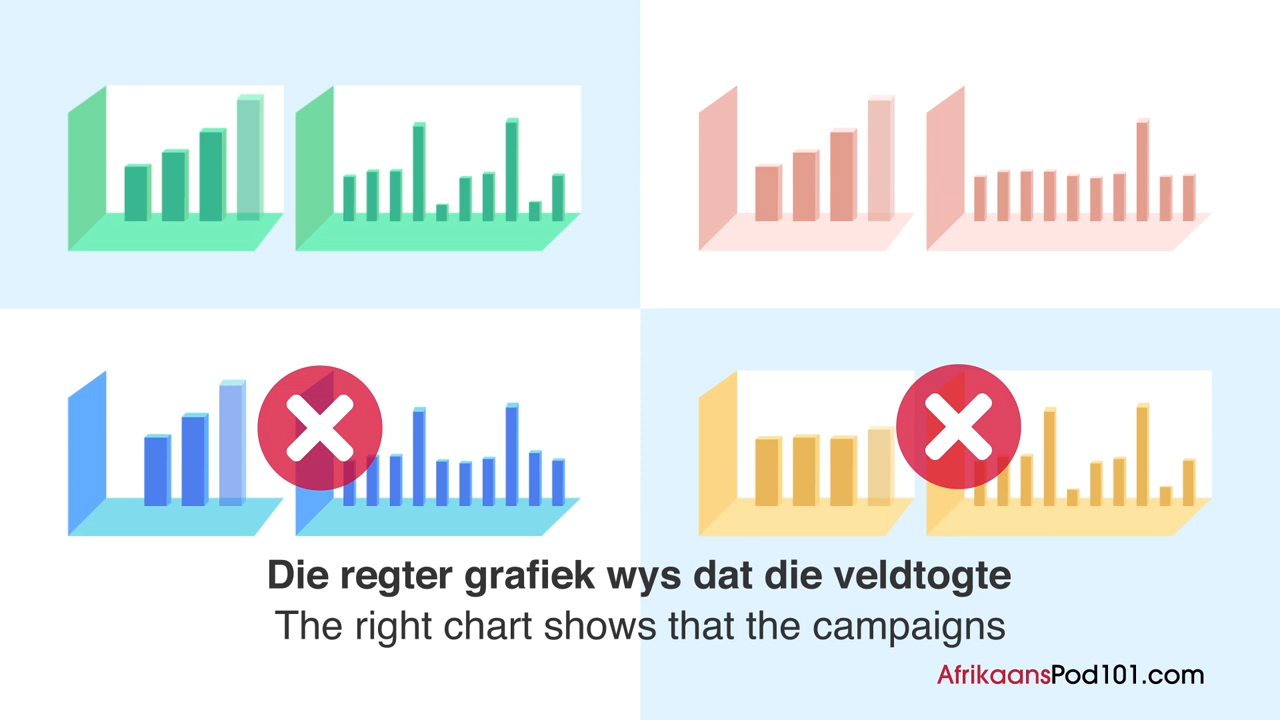 Die regter grafiek wys dat die veldtogte
The right chart shows that the campaigns
AfrikaansPod101.com